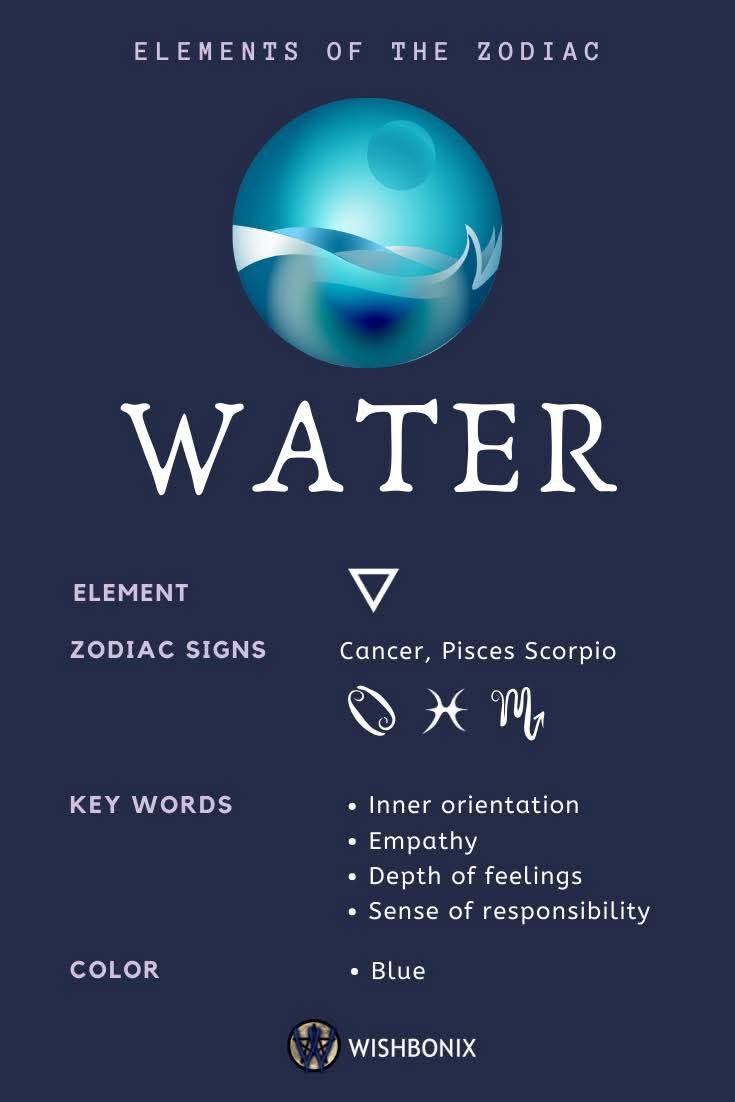 ELEMENTS OF THE ZODIAC
WATER
ELEMENT
ZODIAC SIGNS Cancer, Pisces Scorpio
KEY WORDS • Inner orientation
• Empathy
• Depth of feelings
• Sense of responsibility
COLOR • Blue
W WISHBONIX